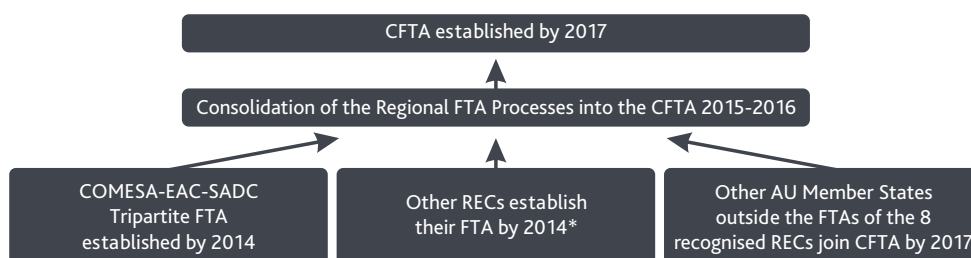 CFTA established by 2017
Consolidation of the Regional FTA Processes into the CFTA 2015-2016
COMESA-EAC-SADC
Tripartite FTA
established by 2014
Other RECs establish
their FTA by 2014*
Other AU Member States
outside the FTAs of the 8
recognised RECs join CFTA by 2017